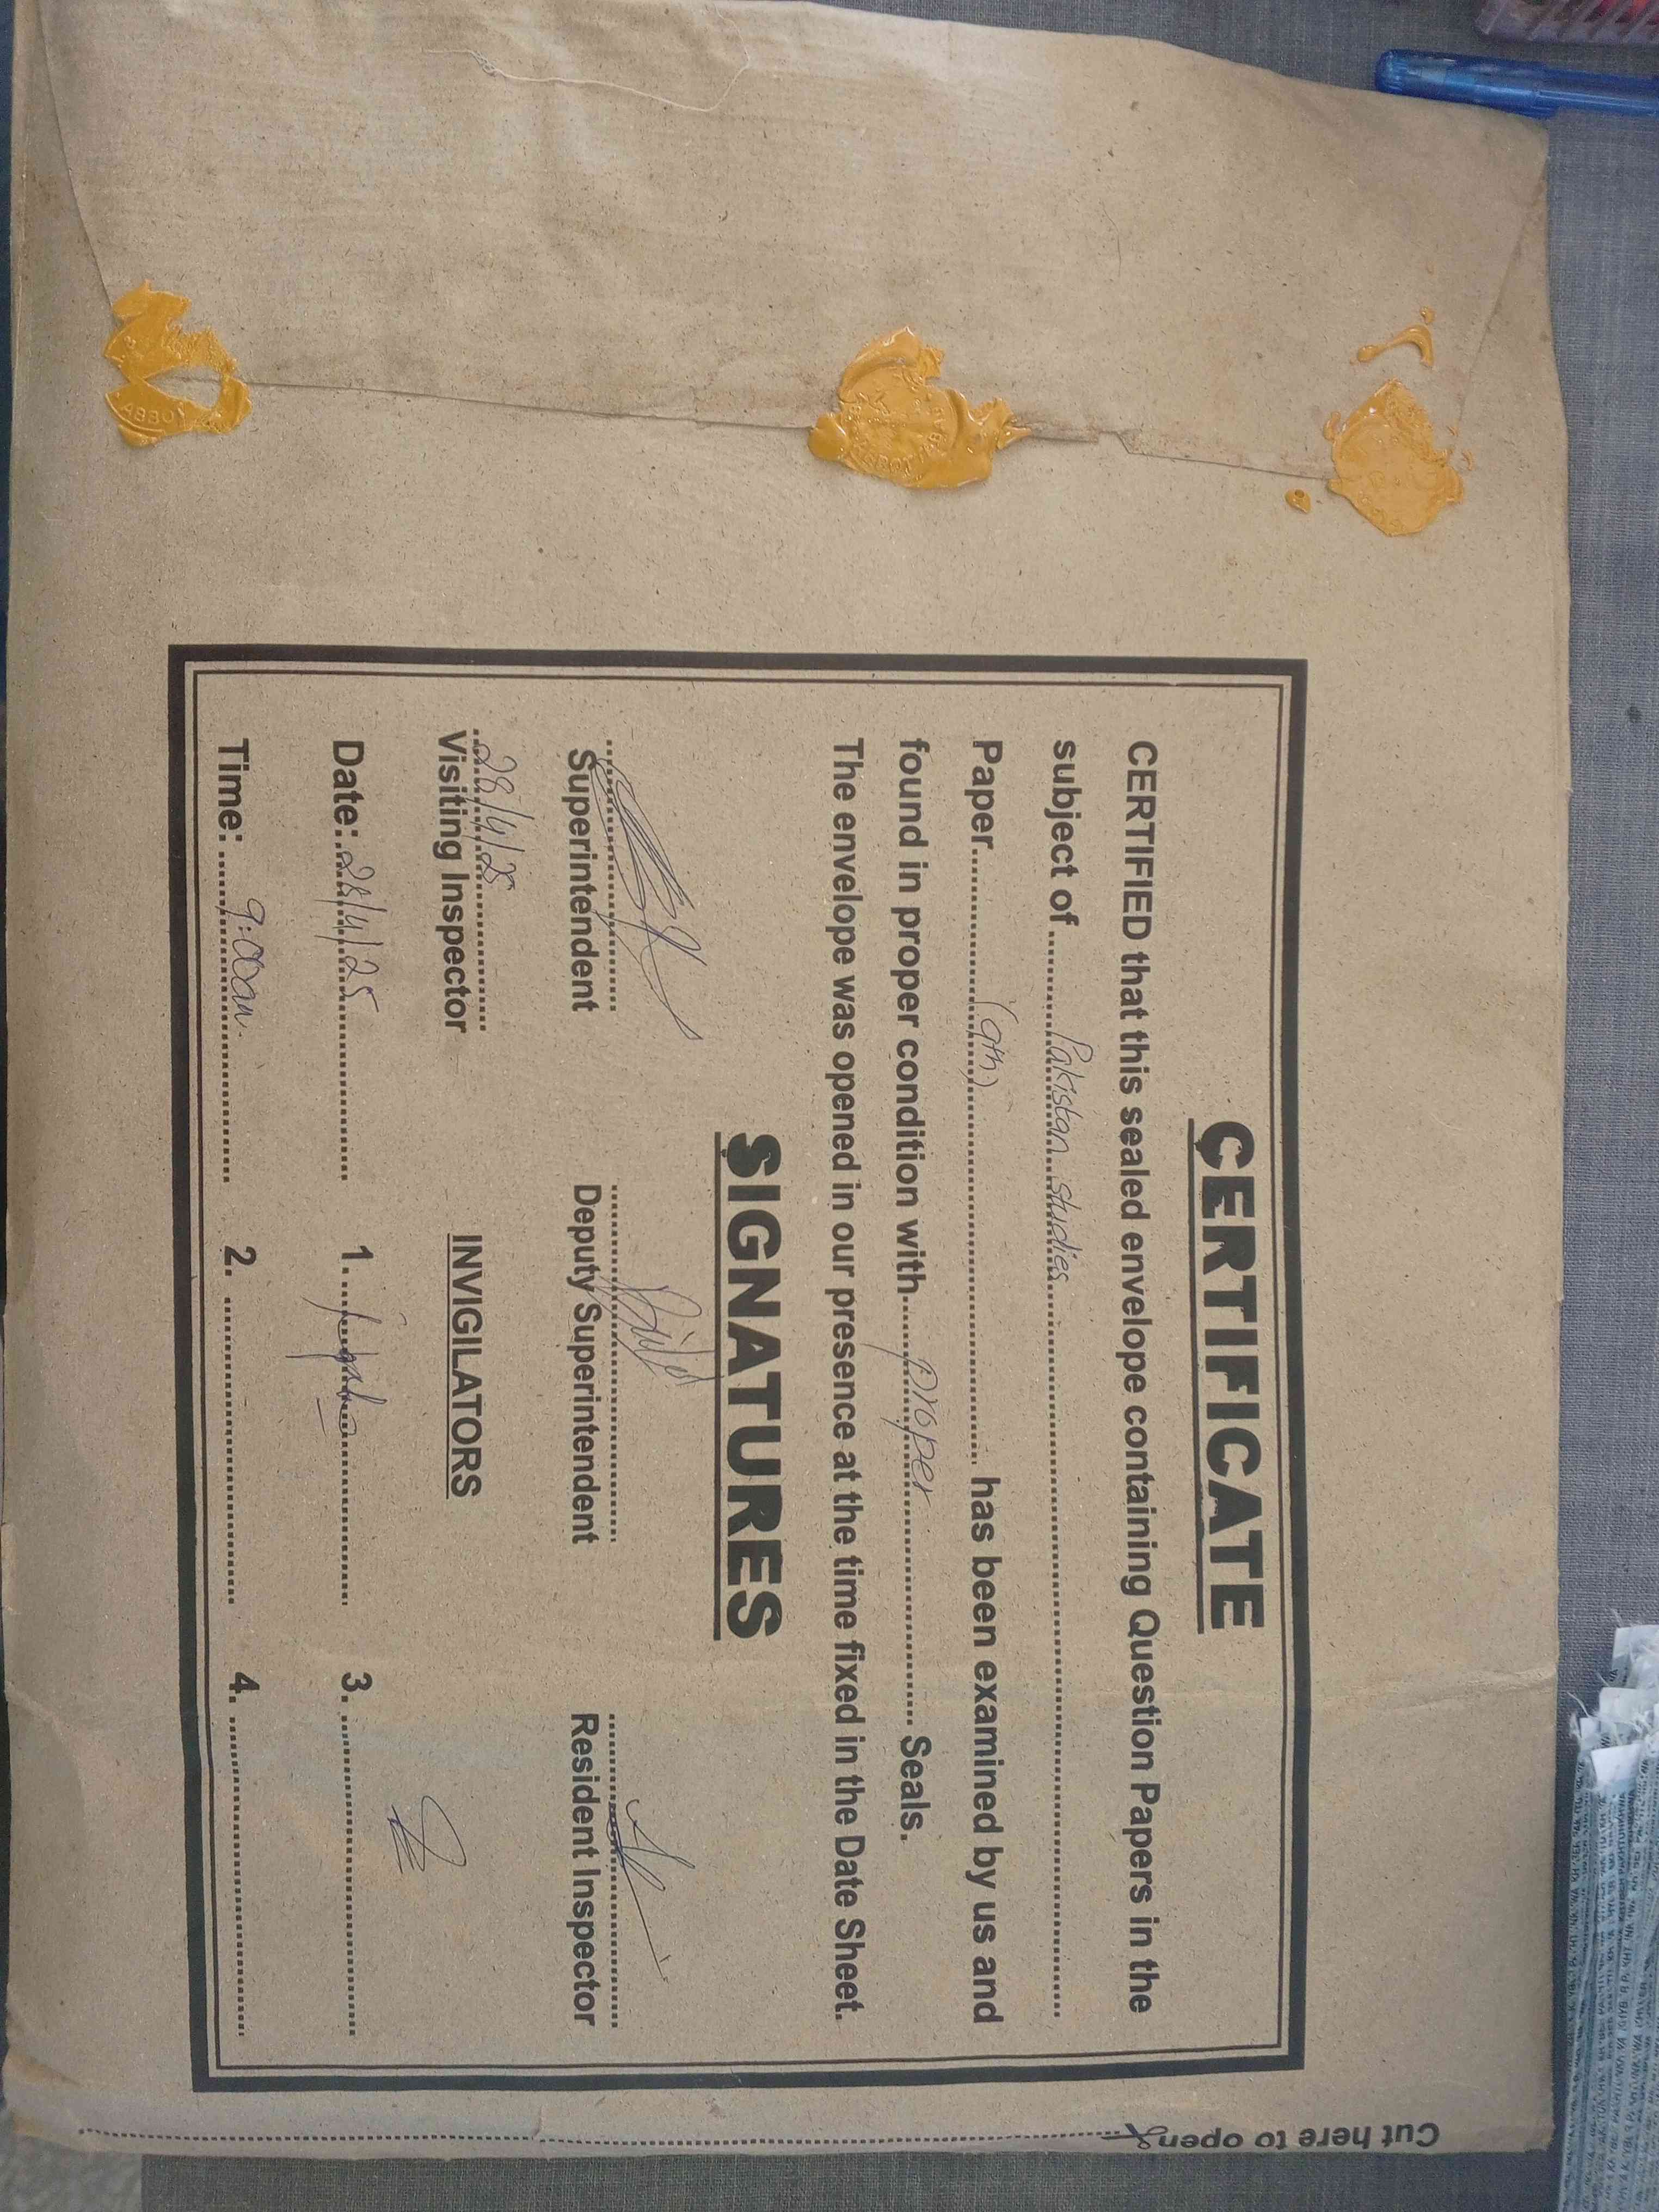 CERTIFICATE
CERTIFIED that this sealed envelope containing Question Papers in the
subject of........Pakistan studies........
Paper........(9th)........ has been examined by us and
found in proper condition with........proper........ Seals.
The envelope was opened in our presence at the time fixed in the Date Sheet.
SIGNATURES
Superintendent Deputy Superintendent Resident Inspector
28/4/25
Visiting Inspector INVIGILATORS
Date: 28/4/25 1. 3.
Time: 9:00am. 2. 4.
Cut here to open
ABBO